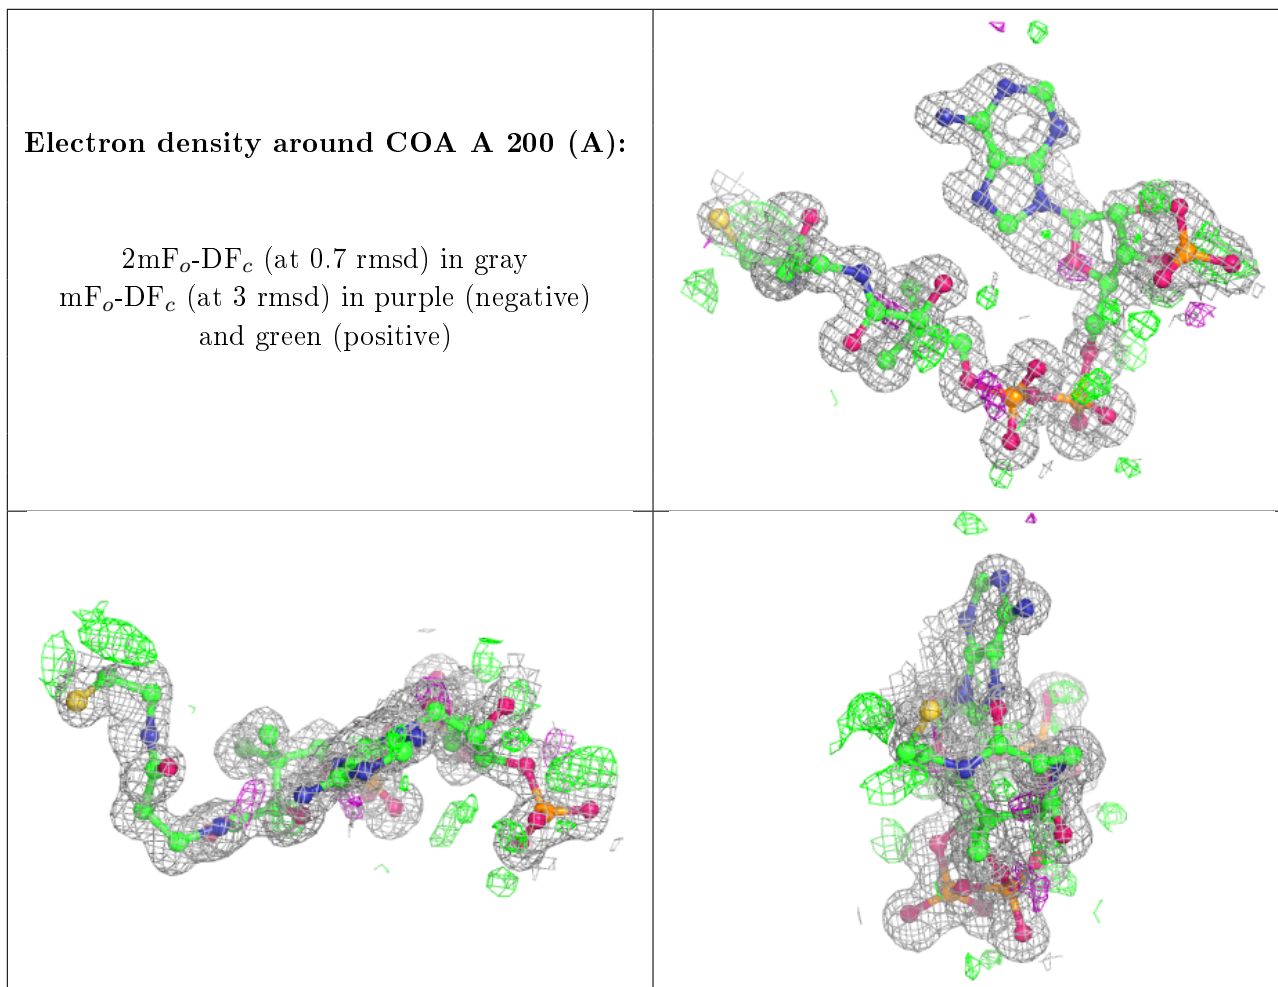 Electron density around COA A 200 (A):
2mFₒ-DF𝒸 (at 0.7 rmsd) in gray
mFₒ-DF𝒸 (at 3 rmsd) in purple (negative)
and green (positive)